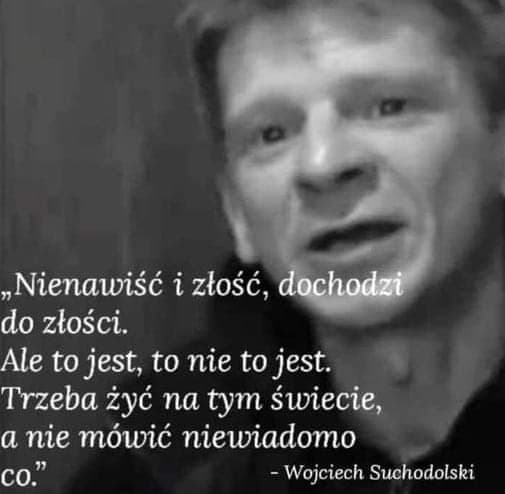 „Nienawiść i złość, dochodzi
do złości.
Ale to jest, to nie to jest.
Trzeba żyć na tym świecie,
a nie mówić niewiadomo
co.”
- Wojciech Suchodolski